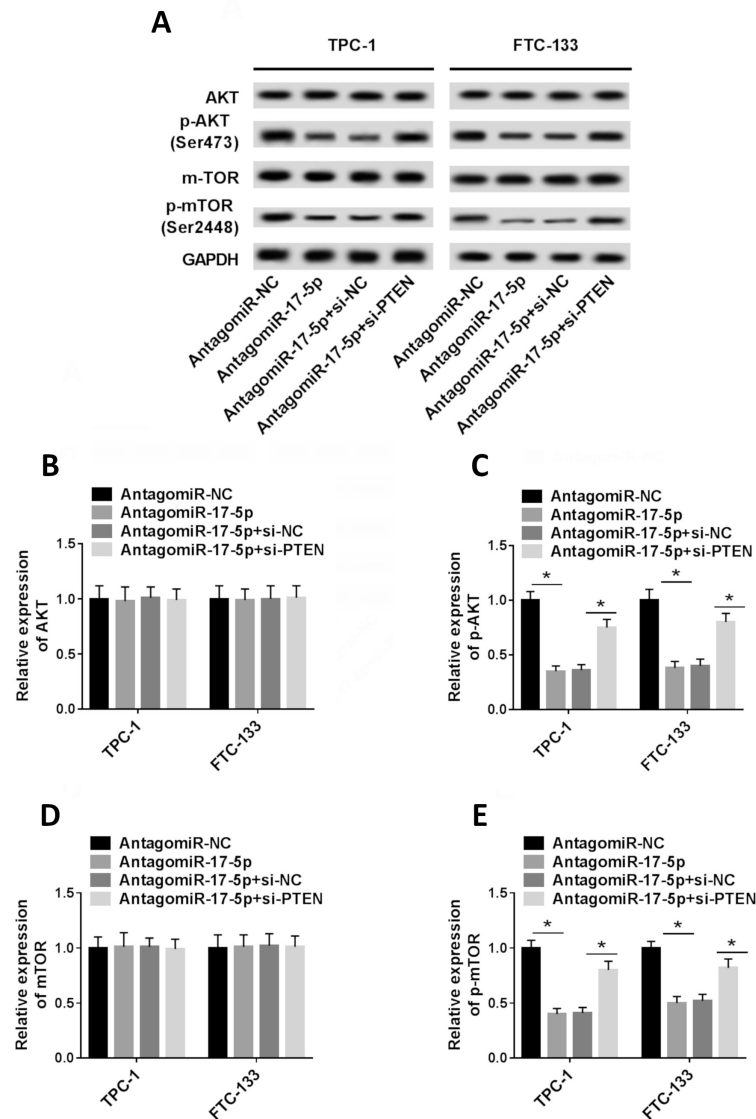 A
TPC-1 FTC-133
AKT
p-AKT
(Ser473)
m-TOR
p-mTOR
(Ser2448)
GAPDH
AntagomiR-NC
AntagomiR-17-5p
AntagomiR-17-5p+si-NC
AntagomiR-17-5p+si-PTEN
AntagomiR-NC
AntagomiR-17-5p
AntagomiR-17-5p+si-NC
AntagomiR-17-5p+si-PTEN
B
AntagomiR-NC
AntagomiR-17-5p
AntagomiR-17-5p+si-NC
AntagomiR-17-5p+si-PTEN
Relative expression
of AKT
1.5
1.0
0.5
0.0
TPC-1
FTC-133
C
AntagomiR-NC
AntagomiR-17-5p
AntagomiR-17-5p+si-NC
AntagomiR-17-5p+si-PTEN
Relative expression
of p-AKT
1.5
1.0
0.5
0.0
* * * *
TPC-1
FTC-133
D
AntagomiR-NC
AntagomiR-17-5p
AntagomiR-17-5p+si-NC
AntagomiR-17-5p+si-PTEN
Relative expression
of mTOR
1.5
1.0
0.5
0.0
TPC-1
FTC-133
E
AntagomiR-NC
AntagomiR-17-5p
AntagomiR-17-5p+si-NC
AntagomiR-17-5p+si-PTEN
Relative expression
of p-mTOR
1.5
1.0
0.5
0.0
* * * *
TPC-1
FTC-133